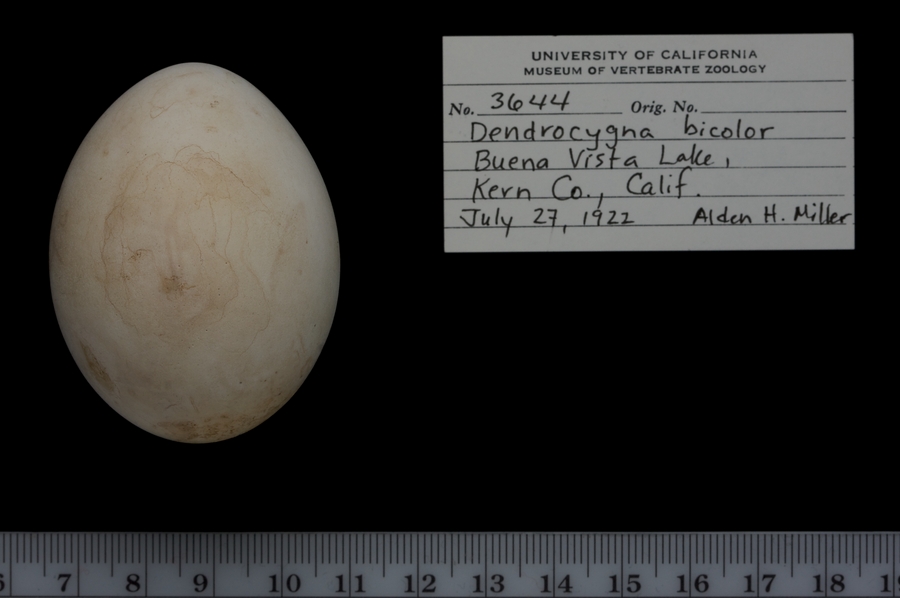 UNIVERSITY OF CALIFORNIA
MUSEUM OF VERTEBRATE ZOOLOGY
No. 3644 Orig. No.
Dendrocygna bicolor
Buena Vista Lake,
Kern Co., Calif.
July 27, 1922 Alden H. Miller
6 7 8 9 10 11 12 13 14 15 16 17 18